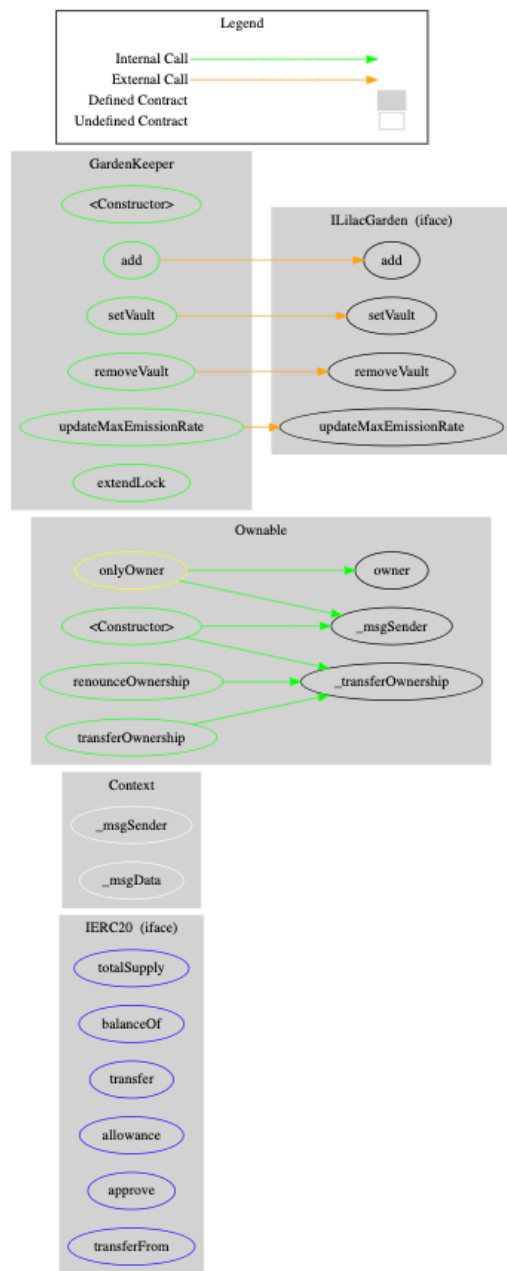 Legend
Internal Call
External Call
Defined Contract
Undefined Contract
GardenKeeper
<Constructor>
add
setVault
removeVault
updateMaxEmissionRate
extendLock
ILilacGarden (iface)
add
setVault
removeVault
updateMaxEmissionRate
Ownable
onlyOwner
owner
<Constructor>
_msgSender
renounceOwnership
_transferOwnership
transferOwnership
Context
_msgSender
_msgData
IERC20 (iface)
totalSupply
balanceOf
transfer
allowance
approve
transferFrom